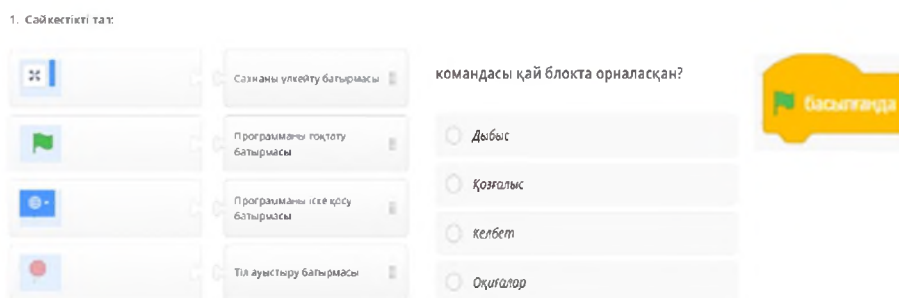 1. Сәйкестікті тап:
Сахнаны үлкейту батырмасы
Программаны тоқтату
батырмасы
Программаны іске қосу
батырмасы
Тіл ауыстыру батырмасы
командасы қай блокта орналасқан?
Дыбыс
Қозғалыс
Келбет
Оқиғалар
басылғанда